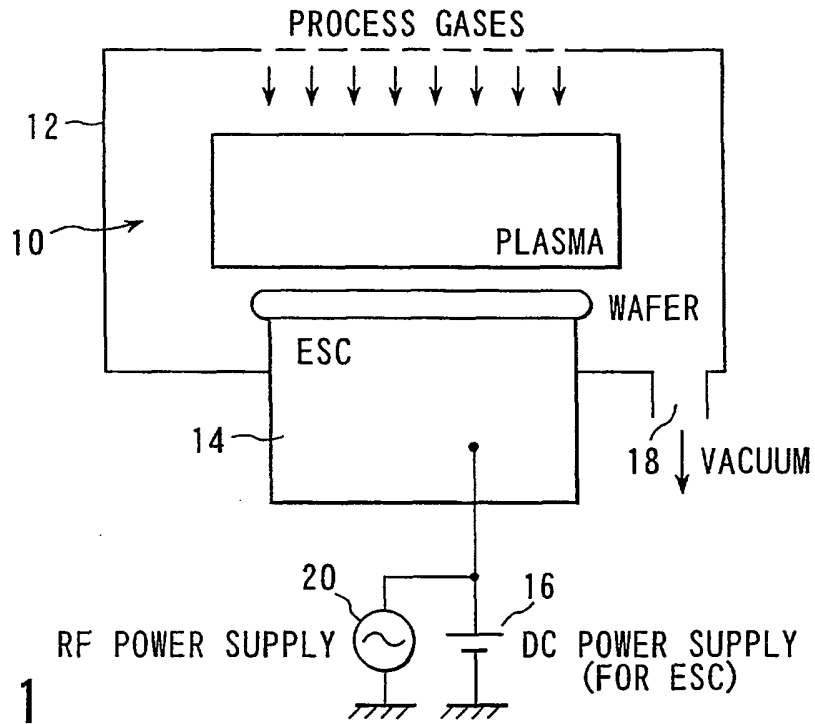 PROCESS GASES
12
10
PLASMA
WAFER
ESC
14
18 VACUUM
20
16
RF POWER SUPPLY
DC POWER SUPPLY
(FOR ESC)
1